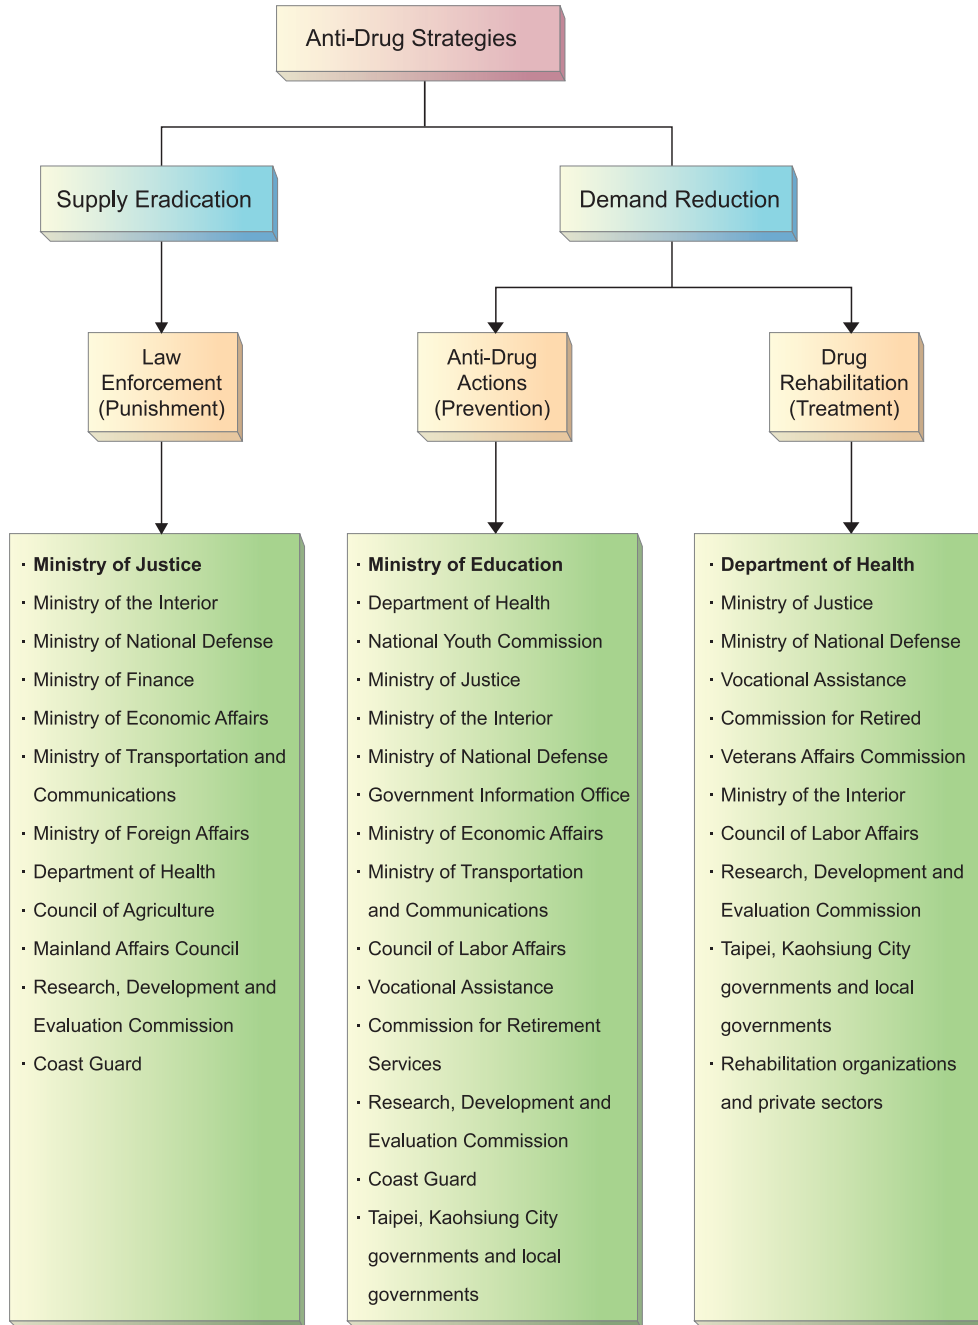 Anti-Drug Strategies
Supply Eradication
Demand Reduction
Law
Enforcement
(Punishment)
Anti-Drug
Actions
(Prevention)
Drug
Rehabilitation
(Treatment)
· Ministry of Justice
· Ministry of the Interior
· Ministry of National Defense
· Ministry of Finance
· Ministry of Economic Affairs
· Ministry of Transportation and
Communications
· Ministry of Foreign Affairs
· Department of Health
· Council of Agriculture
· Mainland Affairs Council
· Research, Development and
Evaluation Commission
· Coast Guard
· Ministry of Education
· Department of Health
· National Youth Commission
· Ministry of Justice
· Ministry of the Interior
· Ministry of National Defense
· Government Information Office
· Ministry of Economic Affairs
· Ministry of Transportation
and Communications
· Council of Labor Affairs
· Vocational Assistance
· Commission for Retirement
Services
· Research, Development and
Evaluation Commission
· Coast Guard
· Taipei, Kaohsiung City
governments and local
governments
· Department of Health
· Ministry of Justice
· Ministry of National Defense
· Vocational Assistance
· Commission for Retired
· Veterans Affairs Commission
· Ministry of the Interior
· Council of Labor Affairs
· Research, Development and
Evaluation Commission
· Taipei, Kaohsiung City
governments and local
governments
· Rehabilitation organizations
and private sectors